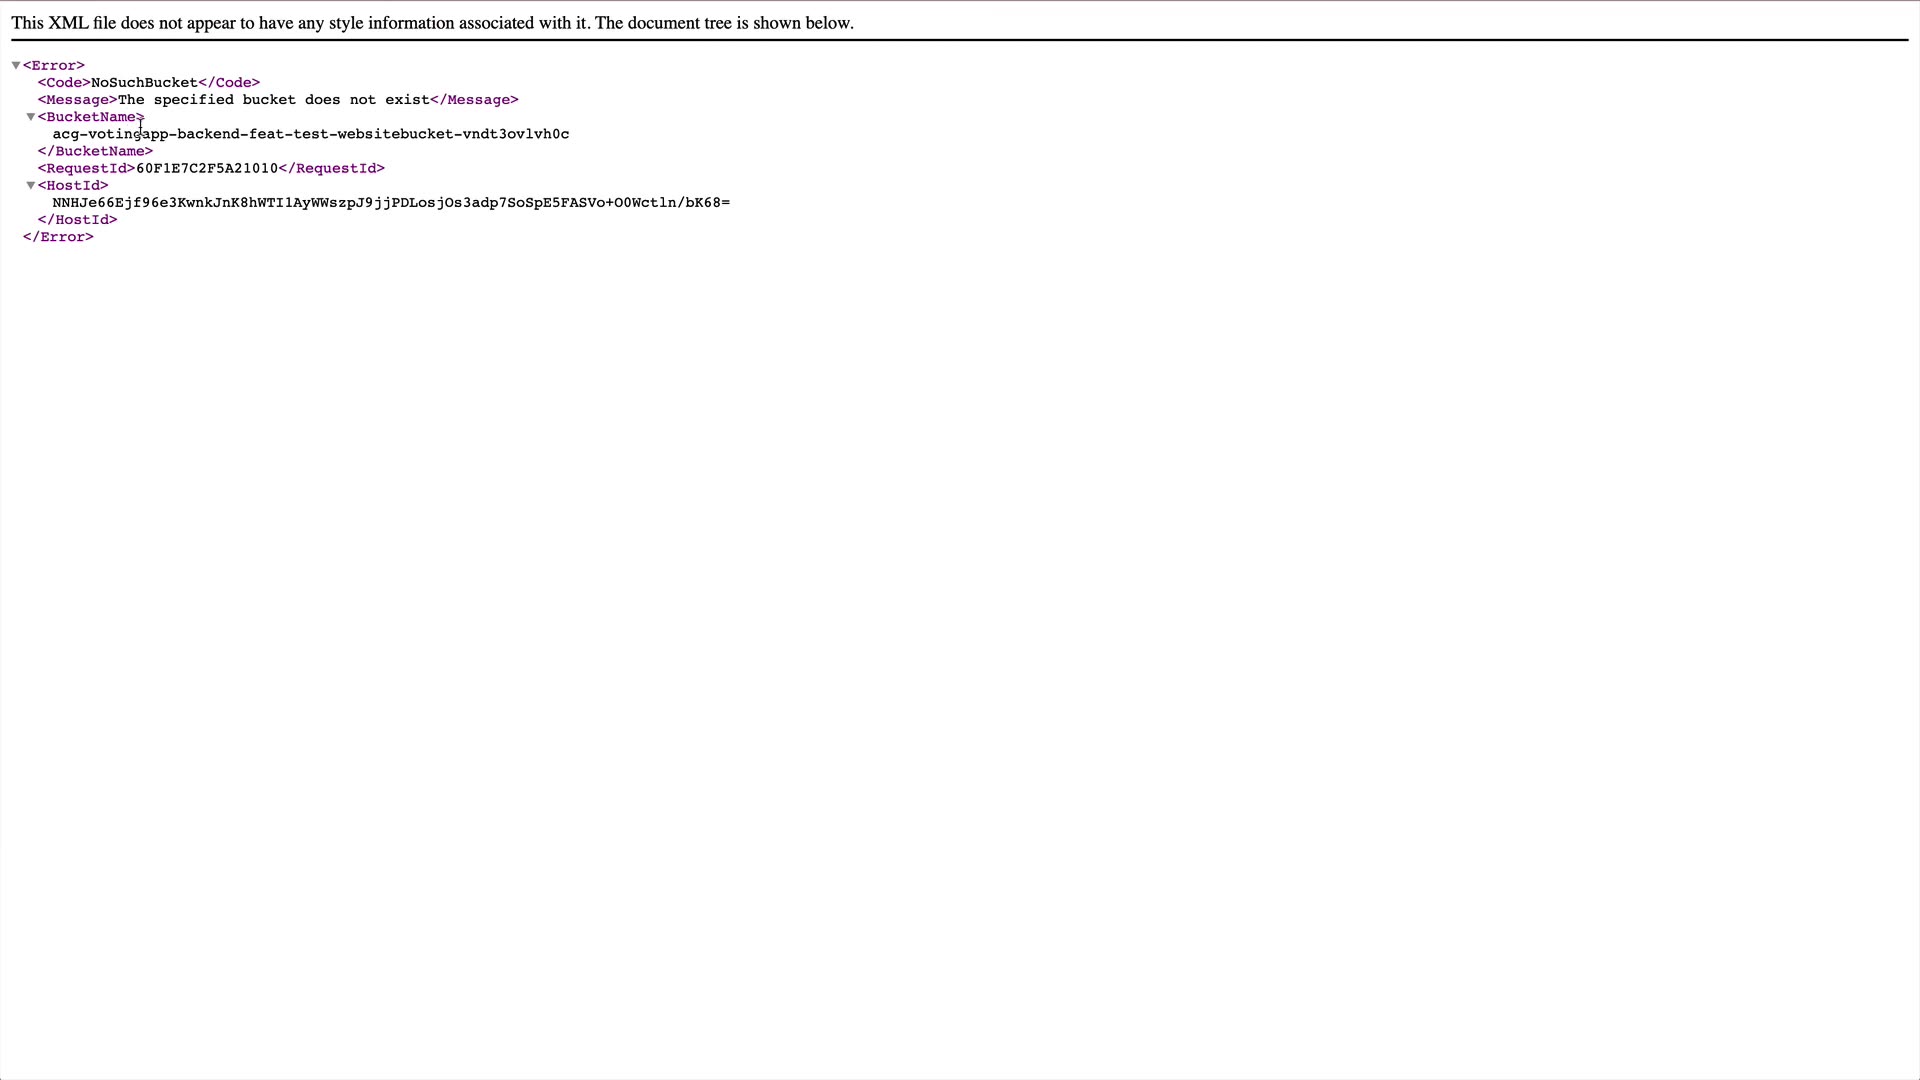 This XML file does not appear to have any style information associated with it. The document tree is shown below.
▼<Error>
<Code>NoSuchBucket</Code>
<Message>The specified bucket does not exist</Message>
▼<BucketName>
acg-votingapp-backend-feat-test-websitebucket-vndt3ovlvh0c
</BucketName>
<RequestId>60F1E7C2F5A21010</RequestId>
▼<HostId>
NNHJe66Ejf96e3KwnkJnK8hWTI1AyWWszpJ9jjPDLosjOs3adp7SoSpE5FASVo+O0Wctln/bK68=
</HostId>
</Error>